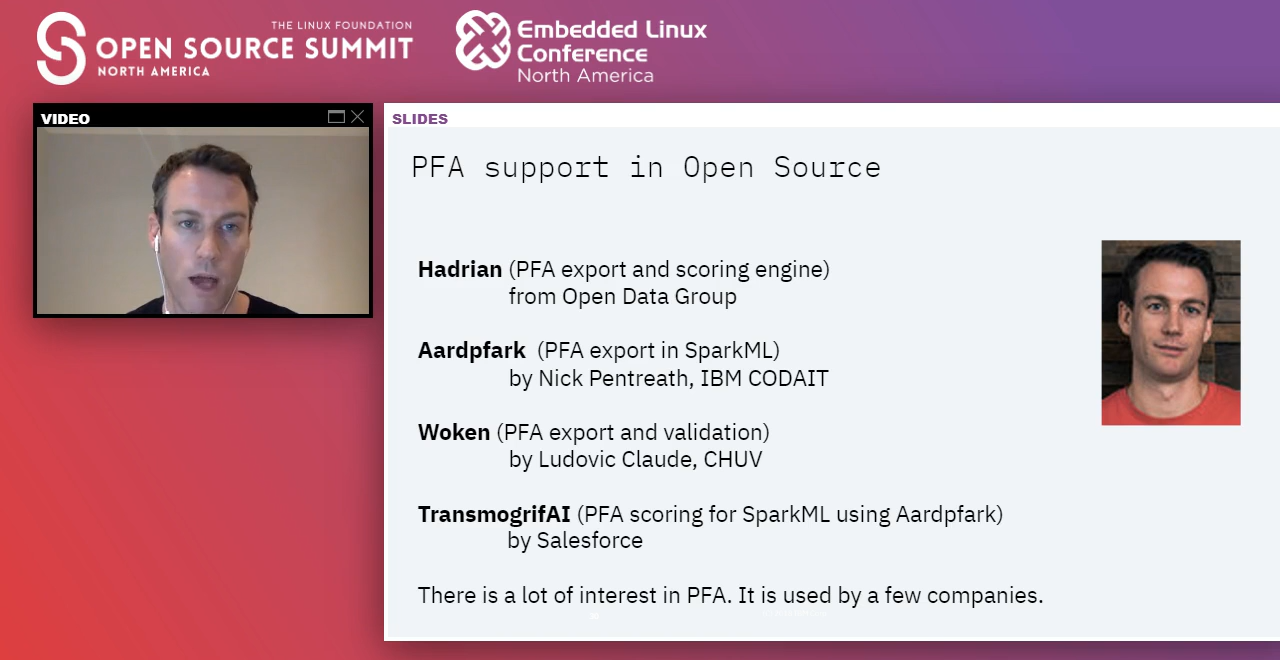 THE LINUX FOUNDATION
OPEN SOURCE SUMMIT
NORTH AMERICA
Embedded Linux
Conference
North America
VIDEO
SLIDES
PFA support in Open Source
Hadrian (PFA export and scoring engine)
from Open Data Group
Aardpfark (PFA export in SparkML)
by Nick Pentreath, IBM CODAIT
Woken (PFA export and validation)
by Ludovic Claude, CHUV
TransmogrifAI (PFA scoring for SparkML using Aardpfark)
by Salesforce
There is a lot of interest in PFA. It is used by a few companies.